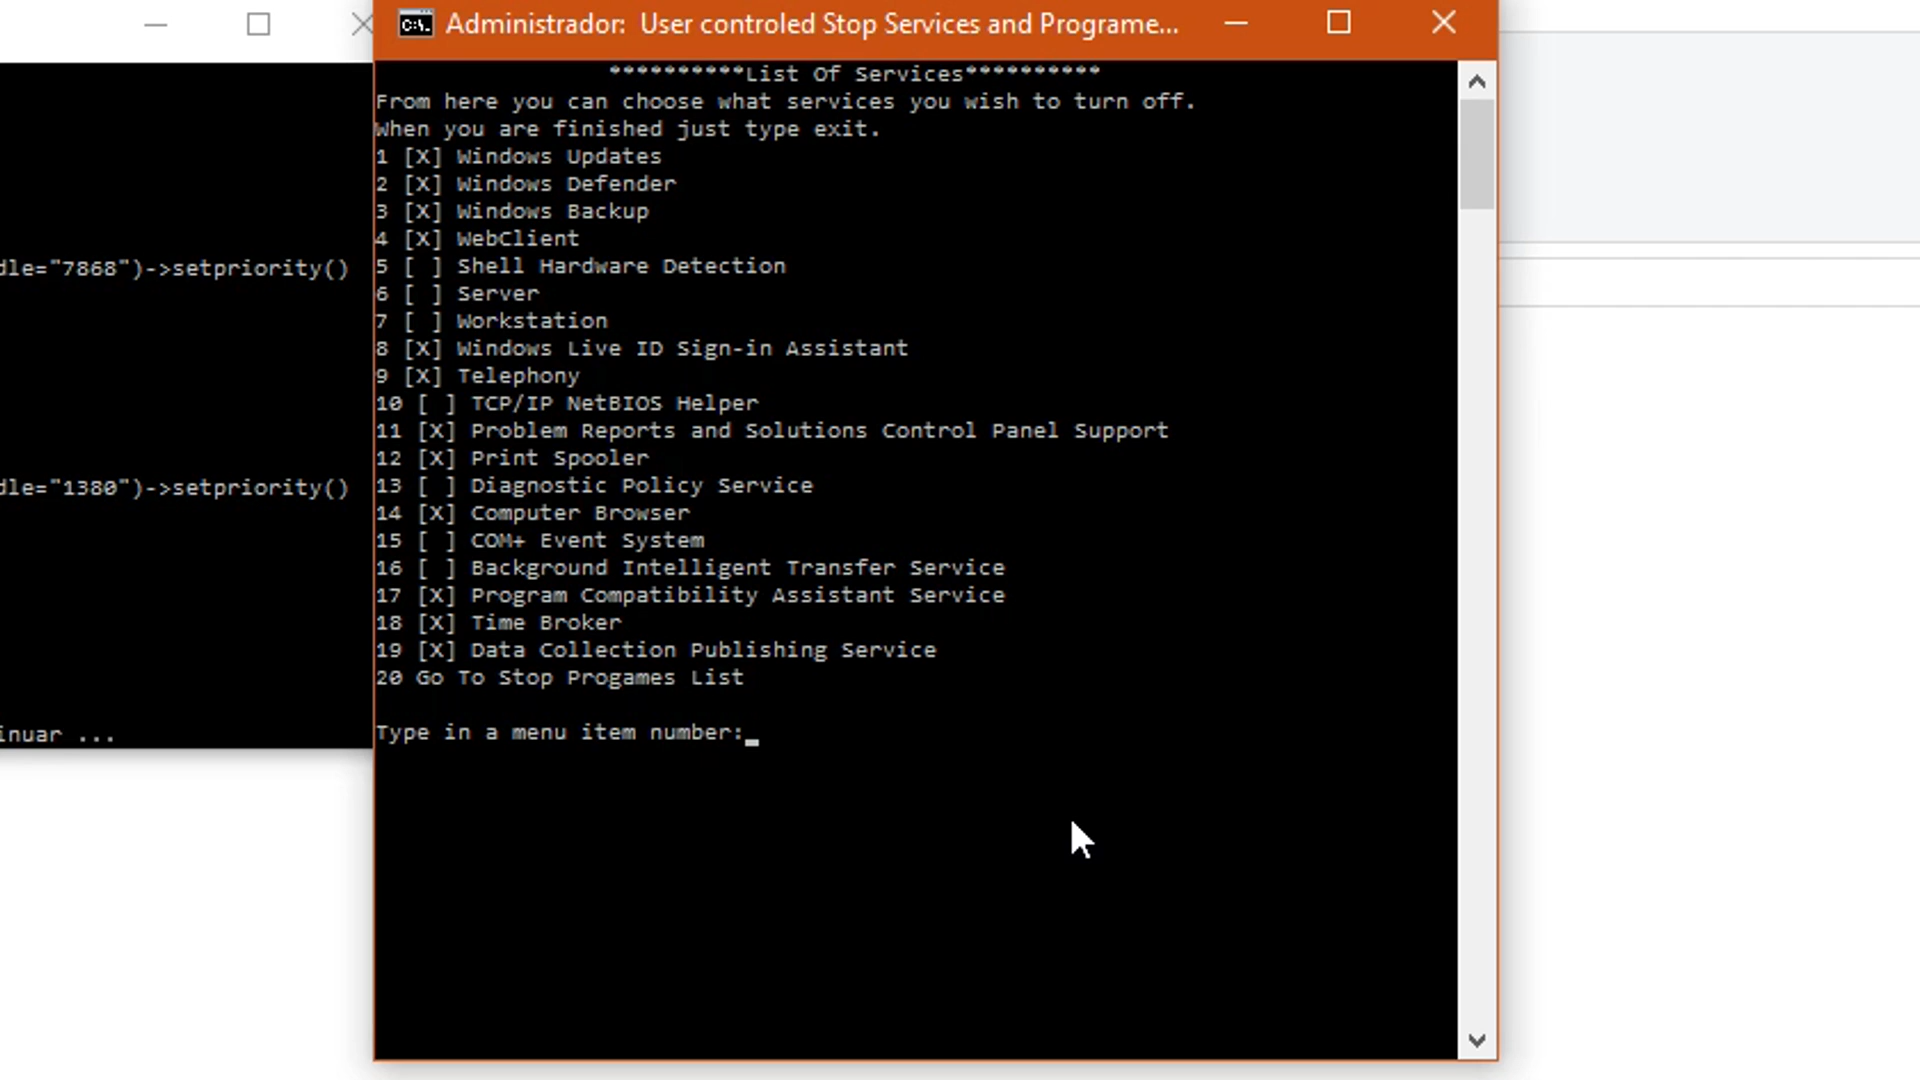 Administrador: User controled Stop Services and Programe...
**********List Of Services**********
From here you can choose what services you wish to turn off.
When you are finished just type exit.
1 [X] Windows Updates
2 [X] Windows Defender
3 [X] Windows Backup
4 [X] WebClient
5 [ ] Shell Hardware Detection
6 [ ] Server
7 [ ] Workstation
8 [X] Windows Live ID Sign-in Assistant
9 [X] Telephony
10 [ ] TCP/IP NetBIOS Helper
11 [X] Problem Reports and Solutions Control Panel Support
12 [X] Print Spooler
13 [ ] Diagnostic Policy Service
14 [X] Computer Browser
15 [ ] COM+ Event System
16 [ ] Background Intelligent Transfer Service
17 [X] Program Compatibility Assistant Service
18 [X] Time Broker
19 [X] Data Collection Publishing Service
20 Go To Stop Progames List
Type in a menu item number:_
dle="7868")->setpriority()
dle="1380")->setpriority()
inuar ...